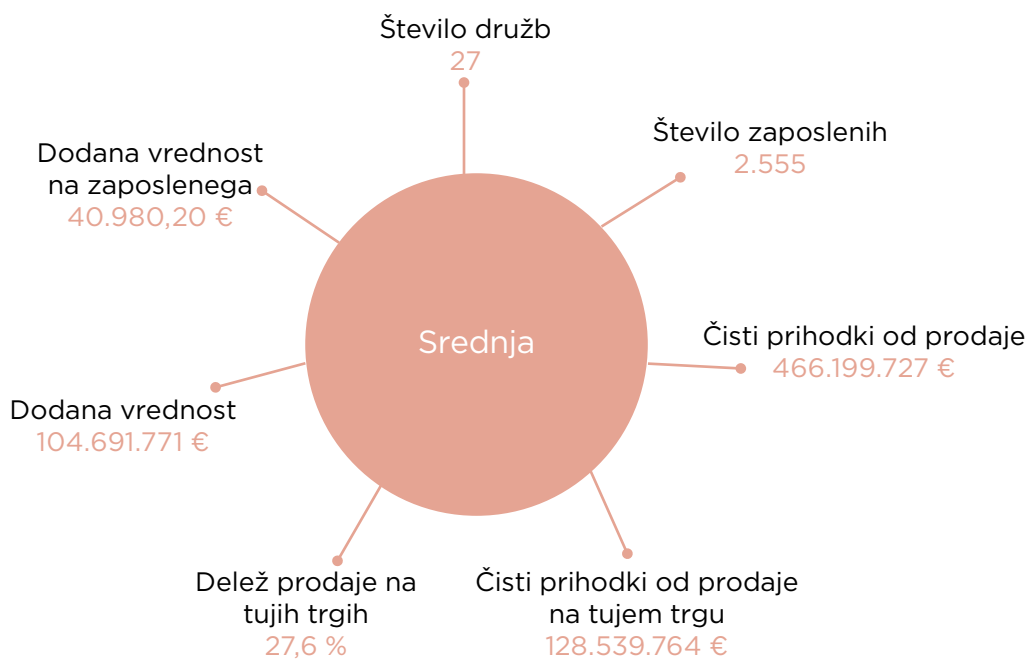 Število družb
27
Število zaposlenih
2.555
Dodana vrednost
na zaposlenega
40.980,20 €
Srednja
Čisti prihodki od prodaje
466.199.727 €
Dodana vrednost
104.691.771 €
Delež prodaje na
tujih trgih
27,6 %
Čisti prihodki od prodaje
na tujem trgu
128.539.764 €